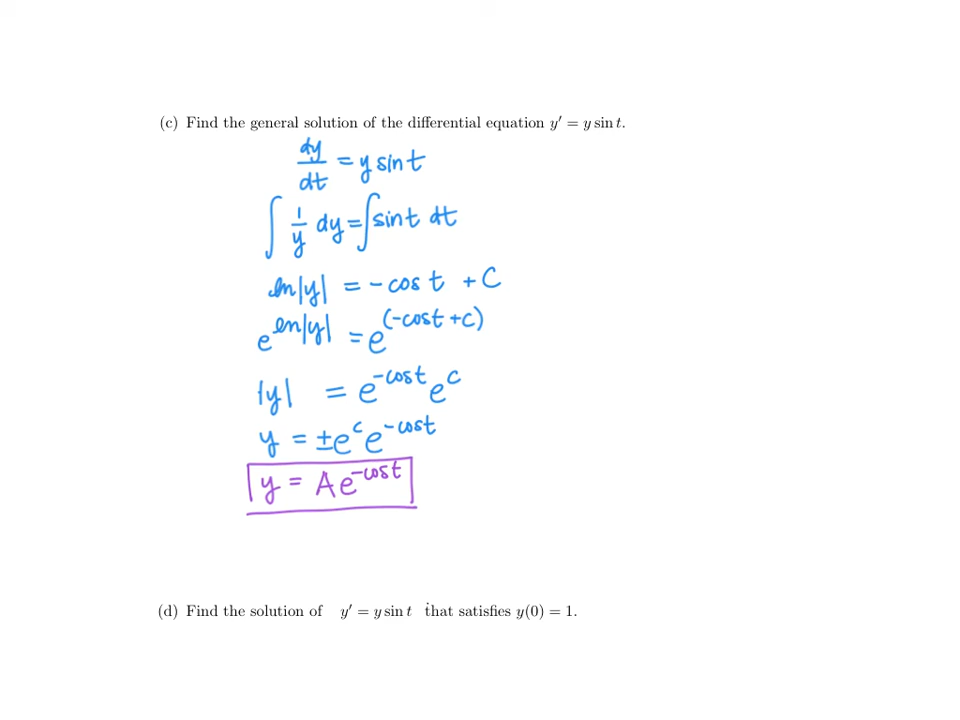 (c) Find the general solution of the differential equation y′ = y sin t.
dy/dt = y sin t
∫ 1/y dy = ∫ sin t dt
ln|y| = - cos t + C
e^{ln|y|} = e^{(-cos t + C)}
|y| = e^{-cos t} e^{C}
y = ± e^{C} e^{-cos t}
y = A e^{-cos t}
(d) Find the solution of y′ = y sin t that satisfies y(0) = 1.